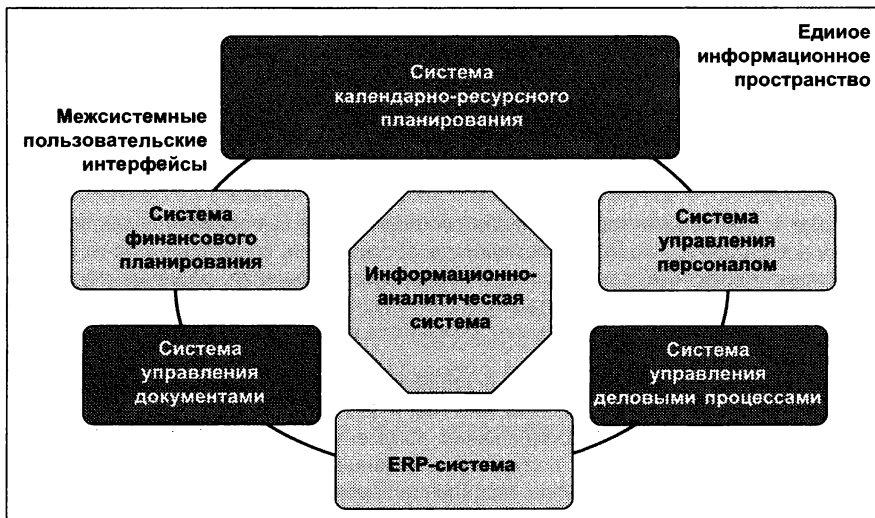 Единое
информационное
пространство
Система
календарно-ресурсного
планирования
Межсистемные
пользовательские
интерфейсы
Система
финансового
планирования
Система
управления
персоналом
Информационно-
аналитическая
система
Система
управления
документами
Система
управления
деловыми процессами
ERP-система